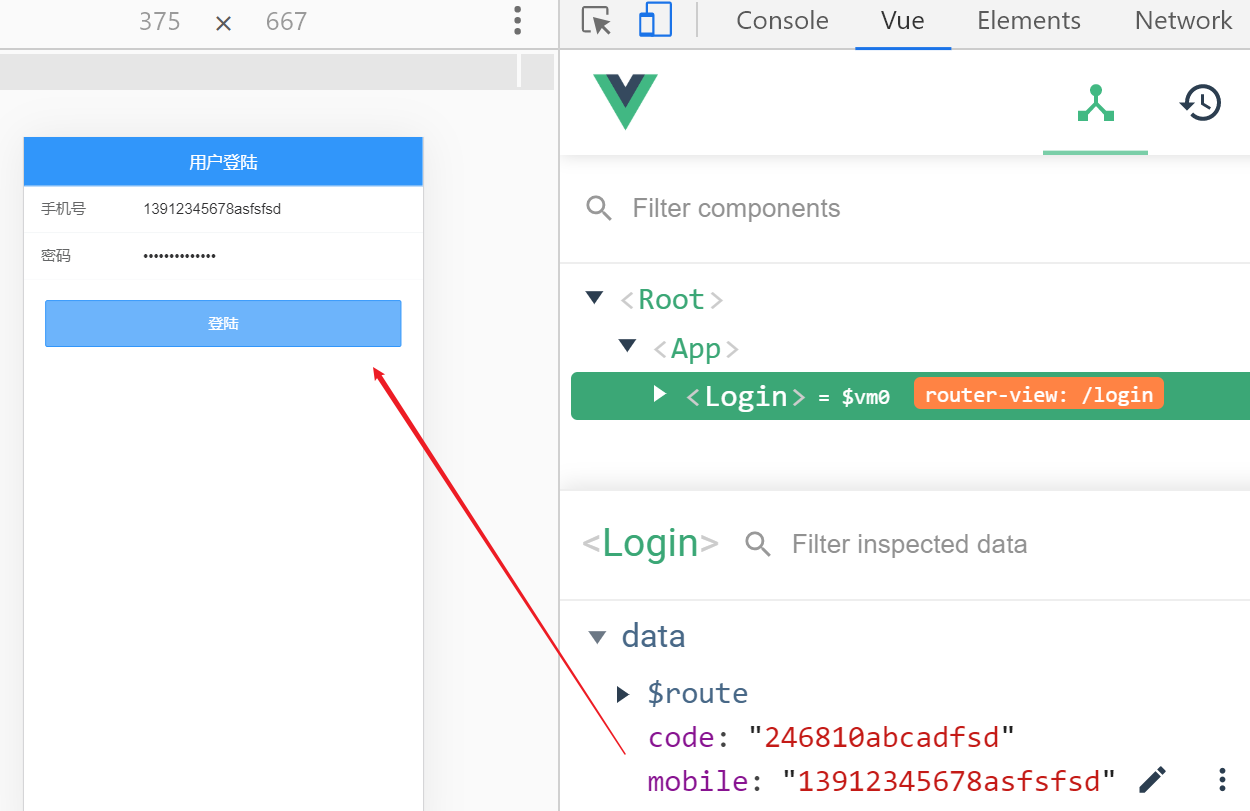 375 × 667
Console Vue Elements Network
用户登陆
手机号 13912345678asfsfsd
密码 ••••••••••••••
登陆
Filter components
<Root>
<App>
<Login> = $vm0 router-view: /login
<Login> Filter inspected data
data
$route
code: "246810abcadfsd"
mobile: "13912345678asfsfsd"